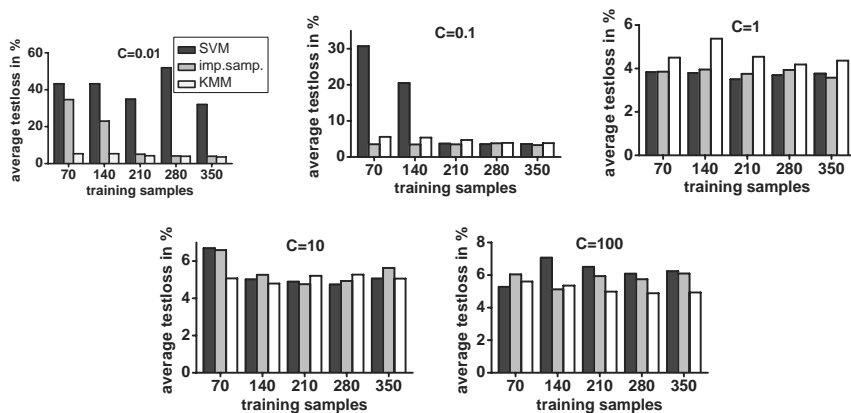 average testloss in %
60
40
20
0
C=0.01
SVM
imp.samp.
KMM
70 140 210 280 350
training samples
average testloss in %
30
20
10
0
C=0.1
70 140 210 280 350
training samples
average testloss in %
6
4
2
0
C=1
70 140 210 280 350
training samples
average testloss in %
6
4
2
0
C=10
70 140 210 280 350
training samples
average testloss in %
8
6
4
2
0
C=100
70 140 210 280 350
training samples